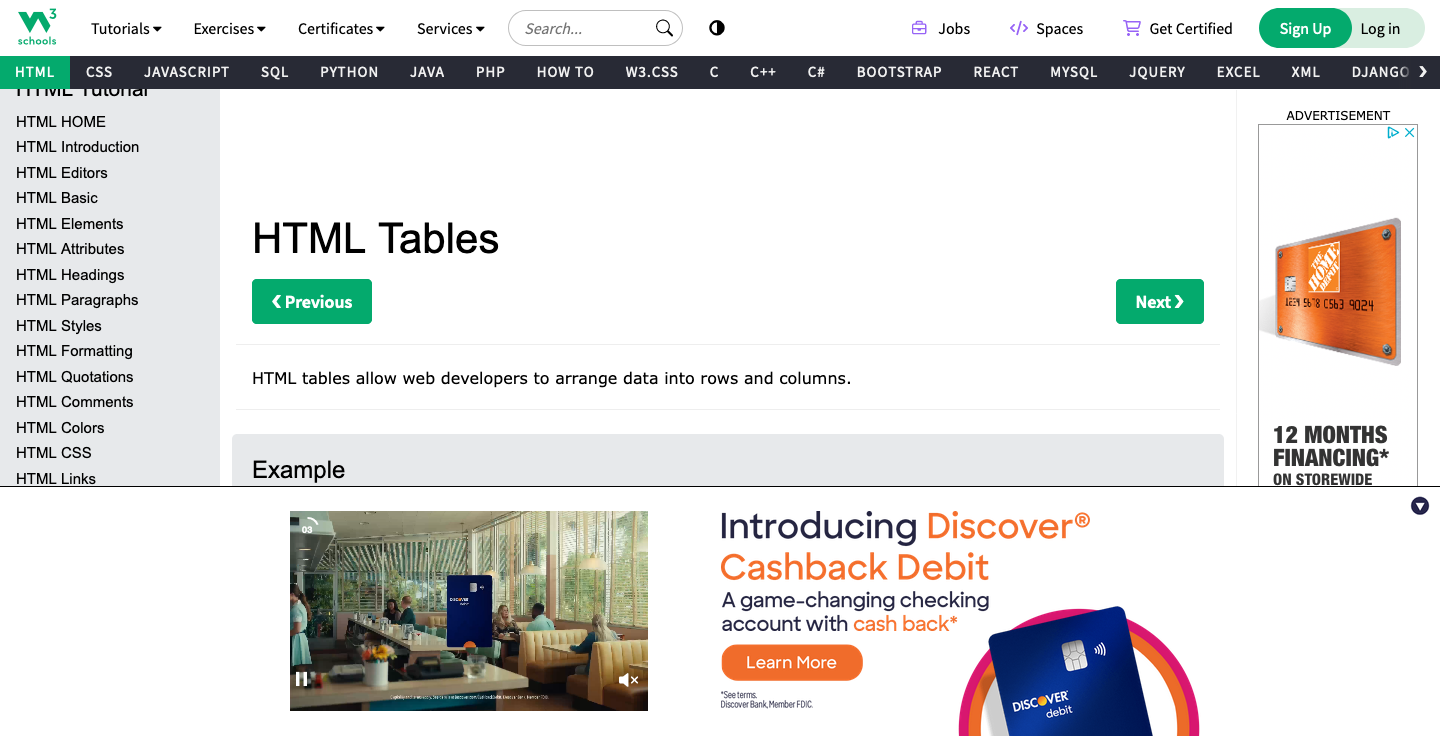 3
schools
Tutorials
Exercises
Certificates
Services
Search...
Jobs
Spaces
Get Certified
Sign Up
Log in
HTML
CSS
JAVASCRIPT
SQL
PYTHON
JAVA
PHP
HOW TO
W3.CSS
C
C++
C#
BOOTSTRAP
REACT
MYSQL
JQUERY
EXCEL
XML
DJANGO
HTML Tutorial
HTML HOME
HTML Introduction
HTML Editors
HTML Basic
HTML Elements
HTML Attributes
HTML Headings
HTML Paragraphs
HTML Styles
HTML Formatting
HTML Quotations
HTML Comments
HTML Colors
HTML CSS
HTML Links
HTML Tables
❮ Previous
Next ❯
HTML tables allow web developers to arrange data into rows and columns.
Example
ADVERTISEMENT
THE
HOME
DEPOT
1234 5678 C563 9024
12 MONTHS
FINANCING*
ON STOREWIDE
03
DISCOVER
debit
Introducing Discover®
Cashback Debit
A game-changing checking
account with cash back*
Learn More
*See terms.
Discover Bank, Member FDIC.
DISCOVER
debit